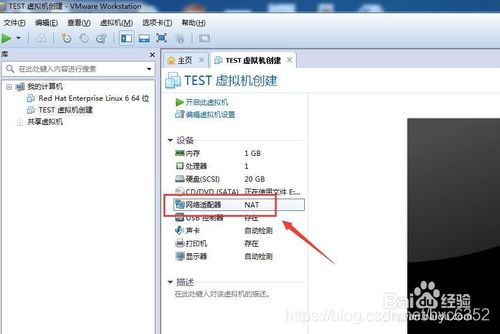 TEST 虚拟机创建 - VMware Workstation
文件(F) 编辑(E) 查看(V) 虚拟机(M) 选项卡(T) 帮助(H)
库
在此处键入内容进行搜索
我的计算机
Red Hat Enterprise Linux 6 64 位
TEST 虚拟机创建
共享虚拟机
主页
TEST 虚拟机创建
TEST 虚拟机创建
开启此虚拟机
编辑虚拟机设置
设备
内存 1 GB
处理器 1
硬盘(SCSI) 20 GB
CD/DVD (SATA) 正在使用文件 E:...
网络适配器 NAT
USB 控制器 存在
声卡 自动检测
打印机 存在
显示器 自动检测
描述
在此处键入对该虚拟机的描述。
Baidu 经验
jingyan.baidu.com
https://blog.csdn.net/byc6352